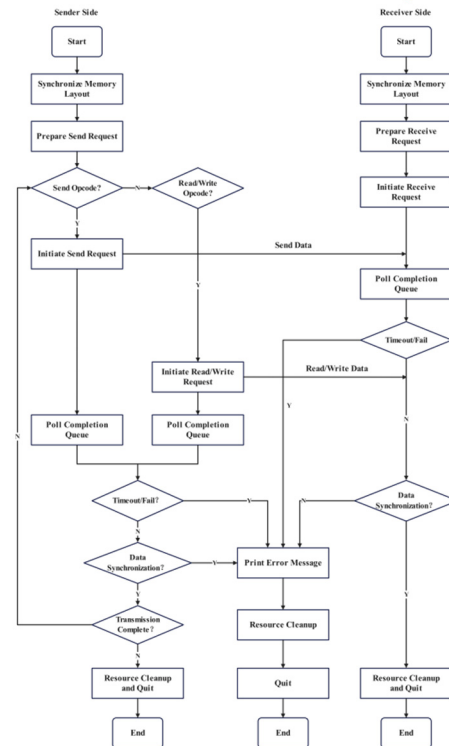 Sender Side
Receiver Side
Start
Start
Synchronize Memory
Layout
Synchronize Memory
Layout
Prepare Send Request
Prepare Receive
Request
Send Opcode?
N
Read/Write
Opcode?
Initiate Receive
Request
Y
Initiate Send Request
Send Data
Poll Completion
Queue
Y
Timeout/Fail
Initiate Read/Write
Request
Read/Write Data
Y
N
N
Poll Completion
Queue
Poll Completion
Queue
Timeout/Fail?
Y
N
Data
Synchronization?
N
Data
Synchronization?
Y
Print Error Message
Y
Y
Transmission
Complete?
Resource Cleanup
N
Resource Cleanup
and Quit
Quit
Resource Cleanup
and Quit
End
End
End